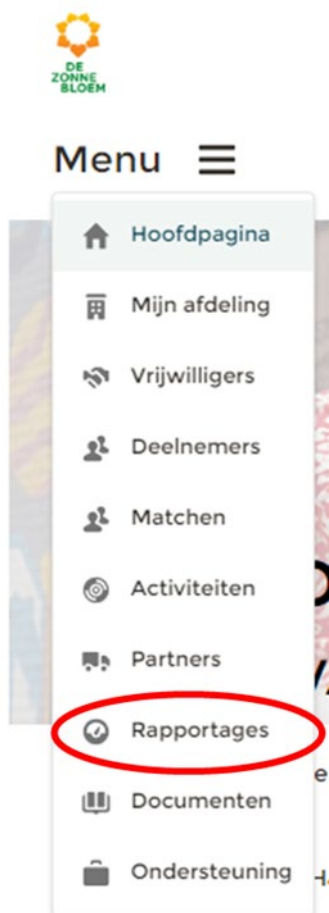 DE
ZONNE
BLOEM
Menu
Hoofdpagina
Mijn afdeling
Vrijwilligers
Deelnemers
Matchen
Activiteiten
Partners
Rapportages
Documenten
Ondersteuning